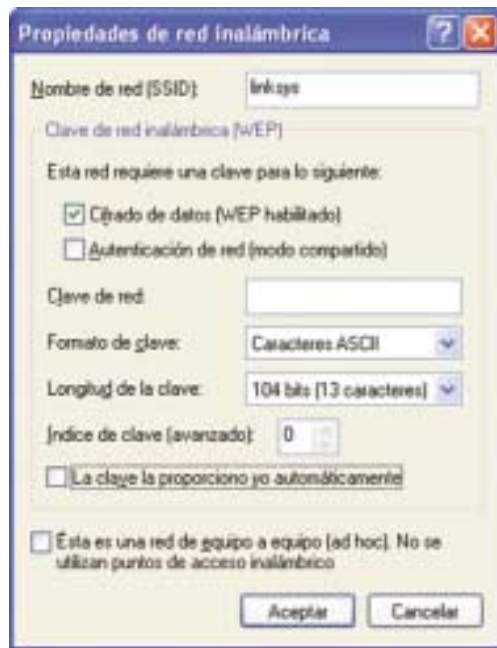 Propiedades de red inalámbrica
Nombre de red (SSID): linksys
Clave de red inalámbrica (WEP)
Esta red requiere una clave para lo siguiente:
Cifrado de datos (WEP habilitado)
Autenticación de red (modo compartido)
Clave de red:
Formato de clave: Caracteres ASCII
Longitud de la clave: 104 bits (13 caracteres)
Índice de clave (avanzado): 0
La clave la proporciono yo automáticamente
Ésta es una red de equipo a equipo (ad hoc). No se
utilizan puntos de acceso inalámbrico
Aceptar Cancelar